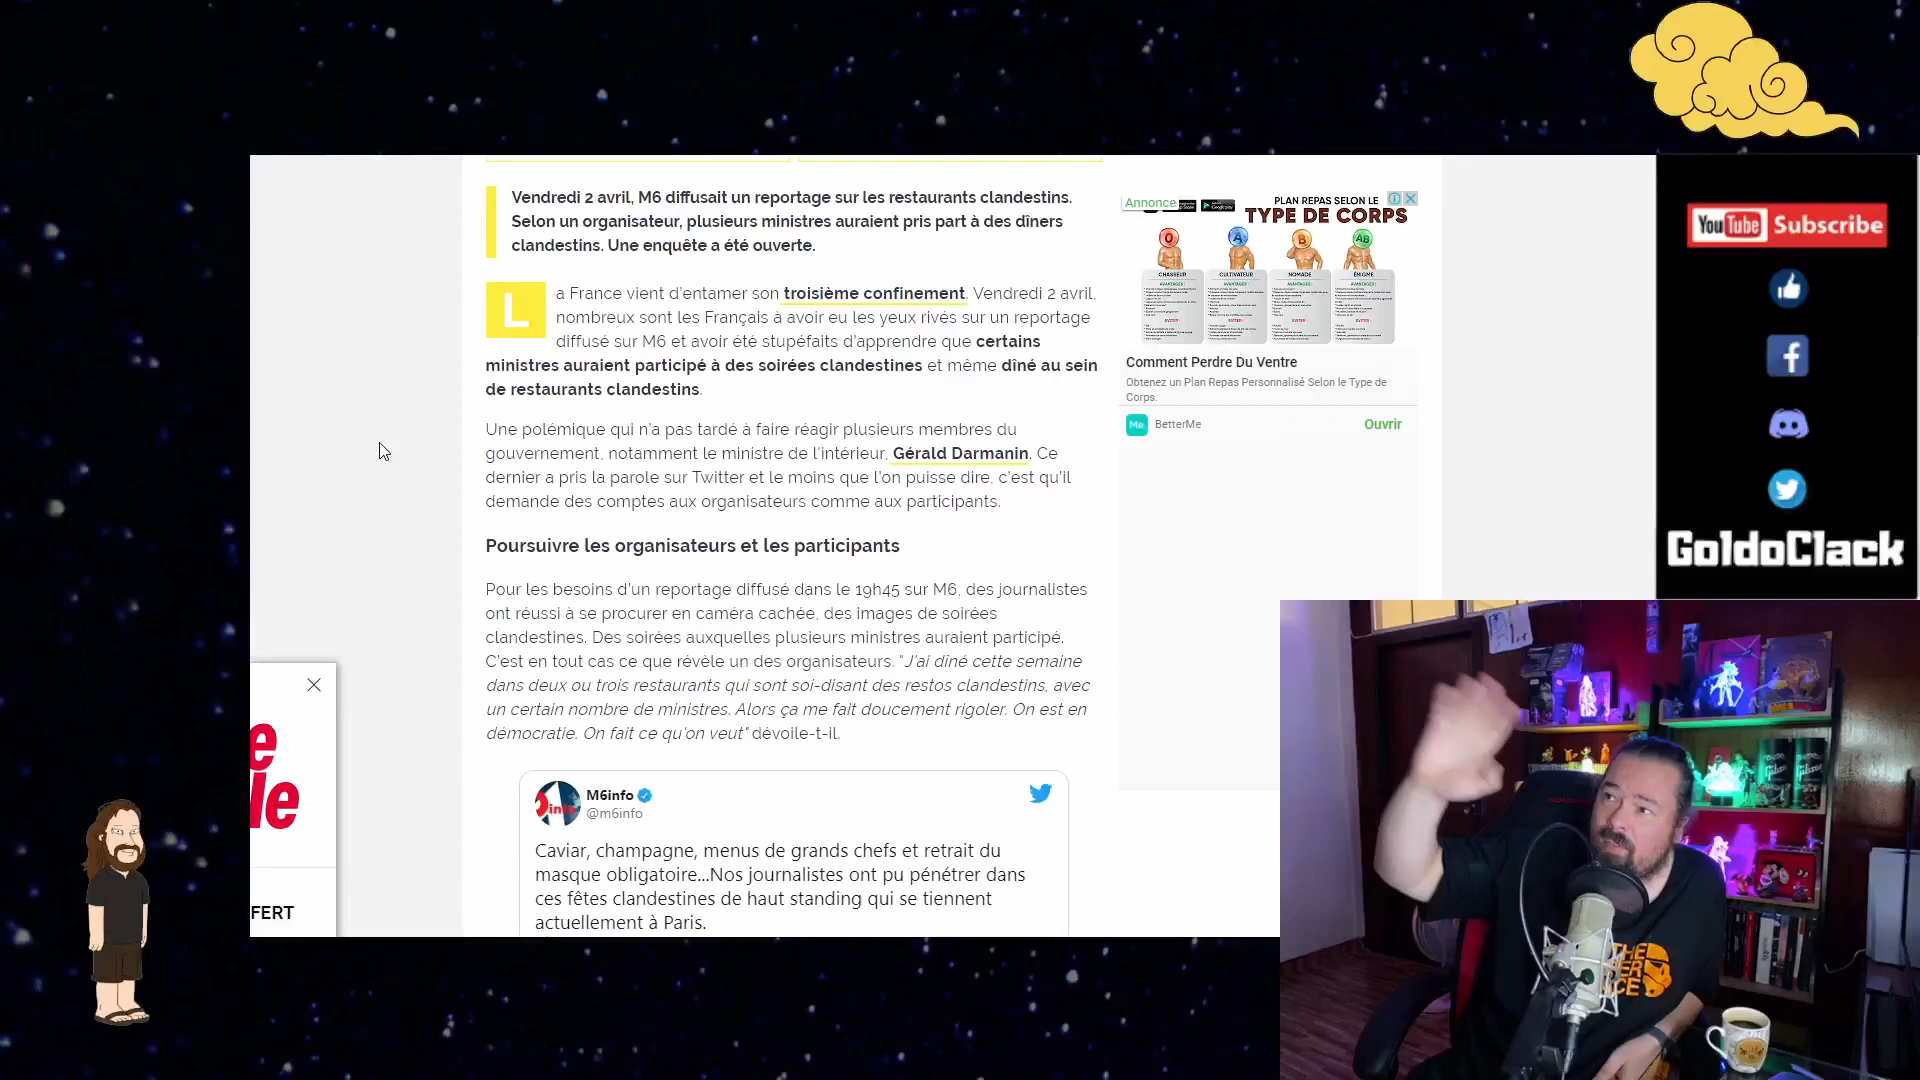 Vendredi 2 avril, M6 diffusait un reportage sur les restaurants clandestins.
Selon un organisateur, plusieurs ministres auraient pris part à des dîners
clandestins. Une enquête a été ouverte.
La France vient d'entamer son troisième confinement. Vendredi 2 avril,
nombreux sont les Français à avoir eu les yeux rivés sur un reportage
diffusé sur M6 et avoir été stupéfaits d'apprendre que certains
ministres auraient participé à des soirées clandestines et même dîné au sein
de restaurants clandestins.
Une polémique qui n'a pas tardé à faire réagir plusieurs membres du
gouvernement, notamment le ministre de l'intérieur, Gérald Darmanin. Ce
dernier a pris la parole sur Twitter et le moins que l'on puisse dire, c'est qu'il
demande des comptes aux organisateurs comme aux participants.
Poursuivre les organisateurs et les participants
Pour les besoins d'un reportage diffusé dans le 19h45 sur M6, des journalistes
ont réussi à se procurer en caméra cachée, des images de soirées
clandestines. Des soirées auxquelles plusieurs ministres auraient participé.
C'est en tout cas ce que révèle un des organisateurs. "J'ai dîné cette semaine
dans deux ou trois restaurants qui sont soi-disant des restos clandestins, avec
un certain nombre de ministres. Alors ça me fait doucement rigoler. On est en
démocratie. On fait ce qu'on veut" dévoile-t-il.
M6info
@m6info
Caviar, champagne, menus de grands chefs et retrait du
masque obligatoire...Nos journalistes ont pu pénétrer dans
ces fêtes clandestines de haut standing qui se tiennent
actuellement à Paris.
Annonce
Google play
PLAN REPAS SELON LE
TYPE DE CORPS
O A B AB
CHASSEUR CULTIVATEUR NOMADE ÉNIGME
AVANTAGES: AVANTAGES: AVANTAGES: AVANTAGES:
Comment Perdre Du Ventre
Obtenez un Plan Repas Personnalisé Selon le Type de
Corps.
Me. BetterMe Ouvrir
e
le
FERT
YouTube Subscribe
GoldoClack